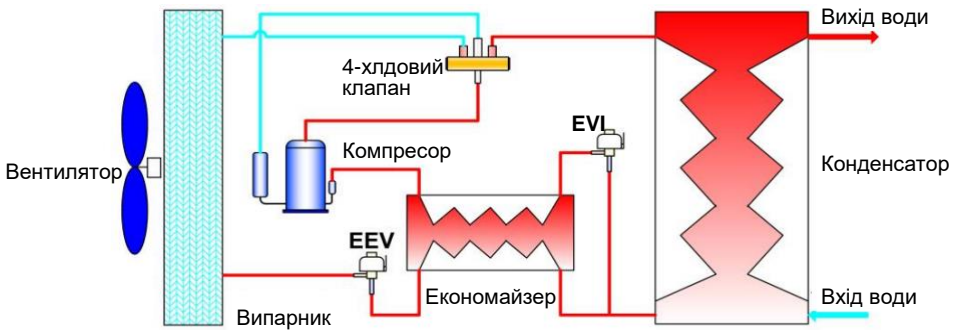 Вихід води
4-хлдовий
клапан
EVI
Компресор
Вентилятор
Конденсатор
EEV
Економайзер
Вхід води
Випарник